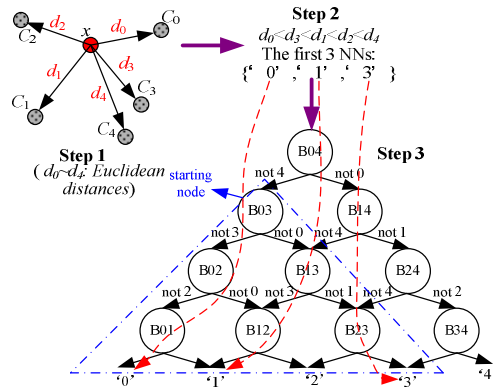 Step 2
d0<d3<d1<d2<d4
The first 3 NNs:
{‘ 0’ ,‘ 1’ ,‘ 3’ }
C2
d2
x
d0
C0
d1
d3
d4
C3
C1
C4
Step 1
( d0~d4: Euclidean
distances)
starting
node
Step 3
B04
not 4
not 0
B03
B14
not 3
not 0
not 4
not 1
B02
B13
B24
not 2
not 0
not 3
not 1
not 4
not 2
B01
B12
B23
B34
‘0’
‘1’
‘2’
‘3’
‘4